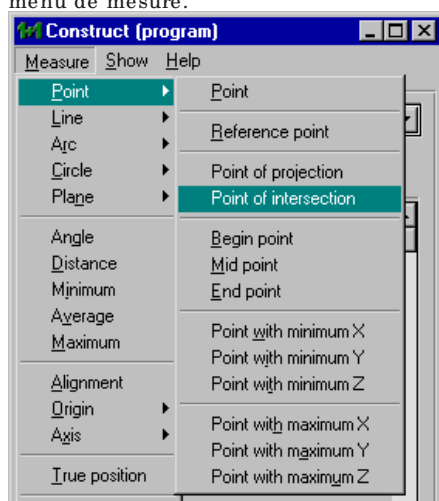 menu de mesure.
Construct (program)
Measure Show Help
Point
Line
Arc
Circle
Plane
Angle
Distance
Minimum
Average
Maximum
Alignment
Origin
Axis
True position
Point
Reference point
Point of projection
Point of intersection
Begin point
Mid point
End point
Point with minimum X
Point with minimum Y
Point with minimum Z
Point with maximum X
Point with maximum Y
Point with maximum Z